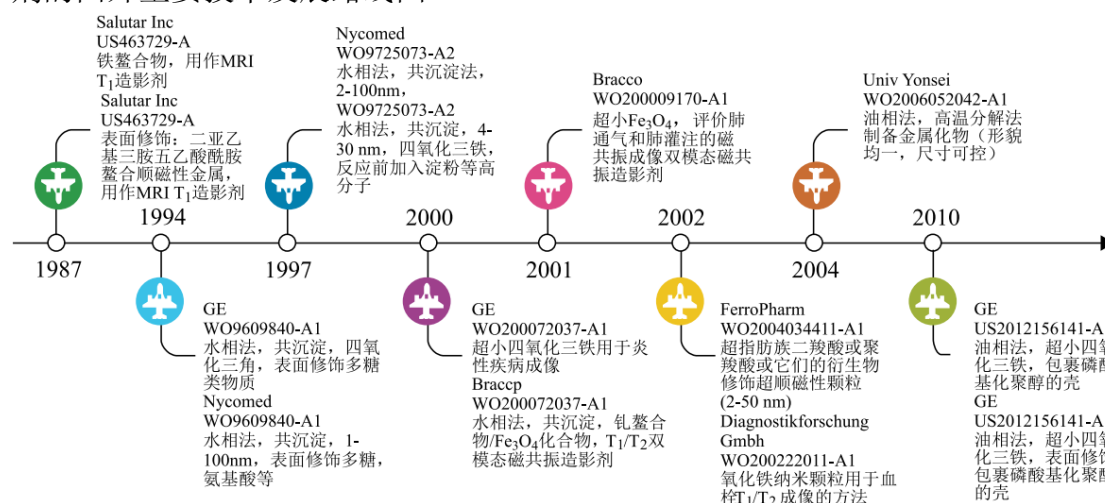 Salutar Inc
US463729-A
铁螯合物，用作MRI
T1造影剂
Salutar Inc
US463729-A
表面修饰：二亚乙
基三胺五乙酸酰胺
螯合顺磁性金属，
用作MRI T1造影剂
Nycomed
WO9725073-A2
水相法，共沉淀法，
2-100nm，
WO9725073-A2
水相法，共沉淀，4-
30 nm，四氧化三铁，
反应前加入淀粉等高
分子
Bracco
WO200009170-A1
超小Fe3O4，评价肺
通气和肺灌注的磁
共振成像双模态磁共
振造影剂
Univ Yonsei
WO2006052042-A1
油相法，高温分解法
制备金属化物（形貌
均一，尺寸可控）
1994
2000
2002
2010
1987
1997
2001
2004
GE
WO9609840-A1
水相法，共沉淀，四氧
化三角，表面修饰多糖
类物质
Nycomed
WO9609840-A1
水相法，共沉淀，1-
100nm，表面修饰多糖，
氨基酸等
GE
WO200072037-A1
超小四氧化三铁用于炎
性疾病成像
Braccp
WO200072037-A1
水相法，共沉淀，钆螯合
物/Fe3O4化合物，T1/T2双
模态磁共振造影剂
FerroPharm
WO2004034411-A1
超指肪族二羧酸或聚
羧酸或它们的衍生物
修饰超顺磁性颗粒
(2-50 nm)
Diagnostikforschung
Gmbh
WO200222011-A1
氧化铁纳米颗粒用于血
栓T1/T2 成像的方法
GE
US2012156141-A
油相法，超小四氧
化三铁，包裹磷酸
基化聚醇的壳
GE
US2012156141-A
油相法，超小四氧
化三铁，表面修饰
包裹磷酸基化聚醇
的壳